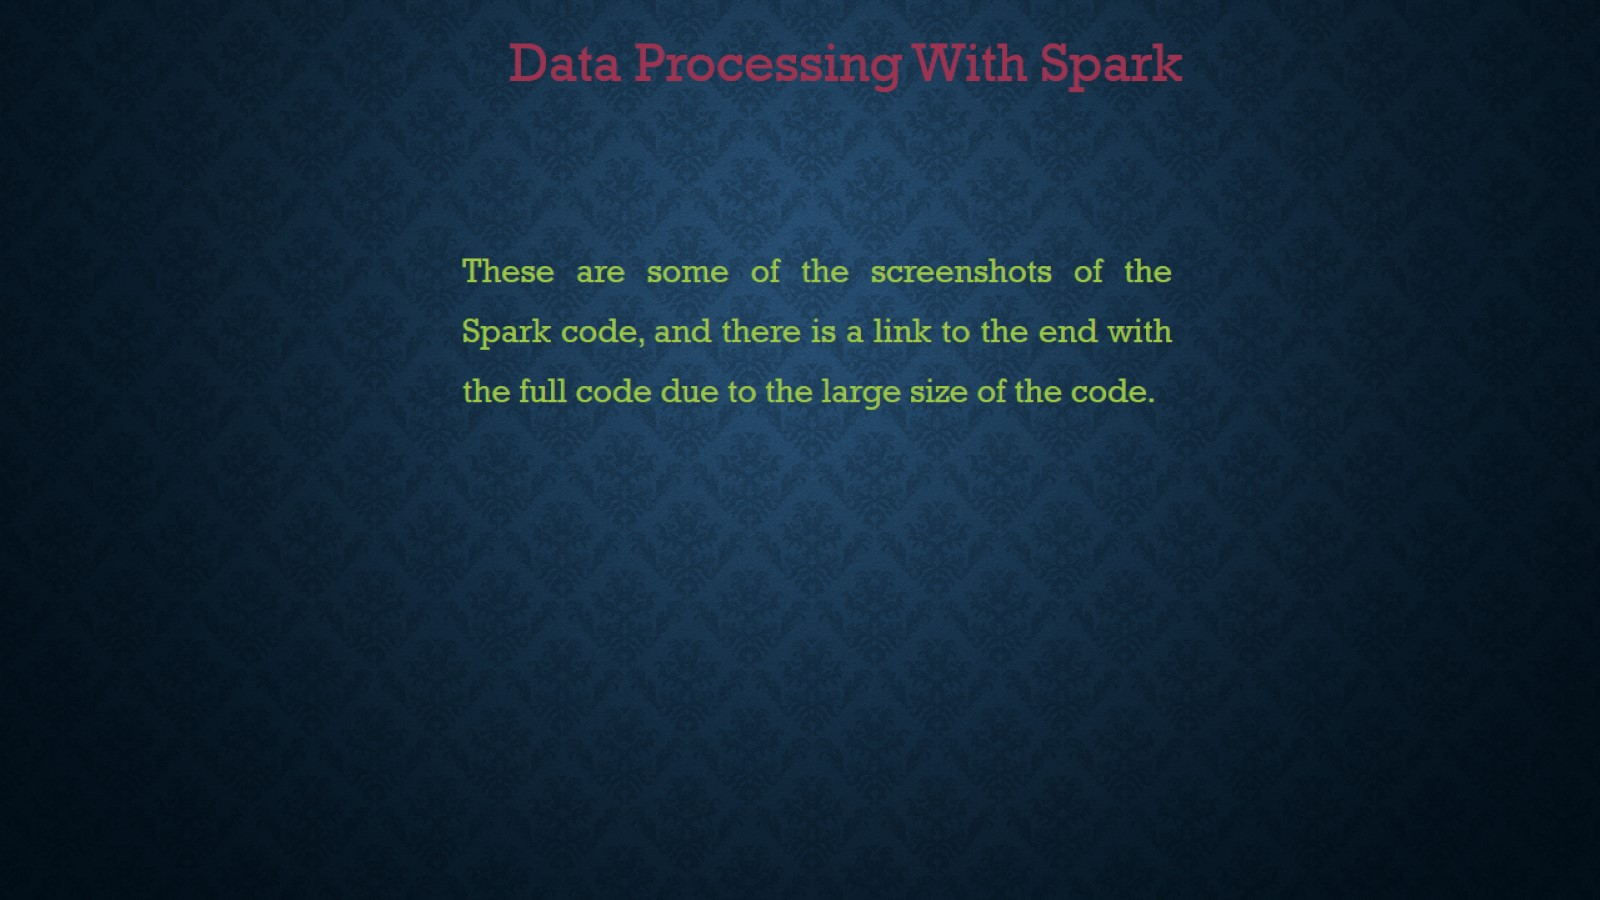 Data Processing With Spark
These are some of the screenshots of the
Spark code, and there is a link to the end with
the full code due to the large size of the code.